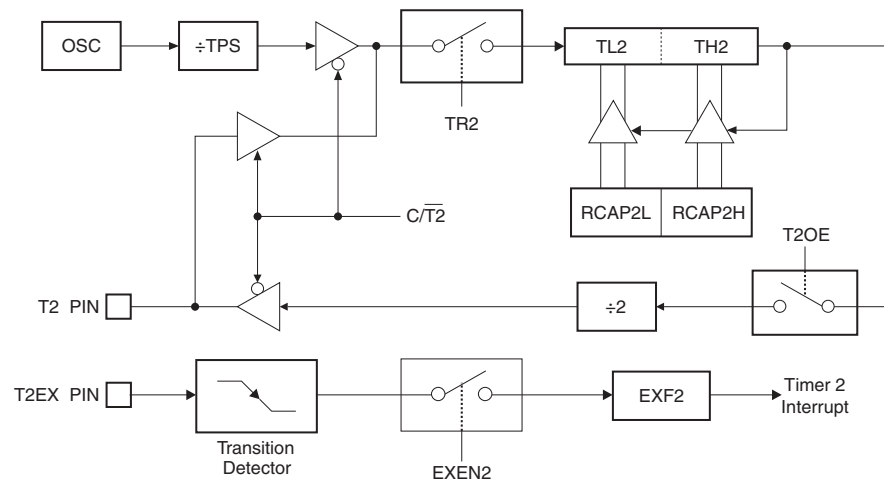 OSC
÷TPS
TL2
TH2
TR2
C/T2
RCAP2L
RCAP2H
T2OE
T2 PIN
÷2
T2EX PIN
Transition
Detector
EXEN2
EXF2
Timer 2
Interrupt